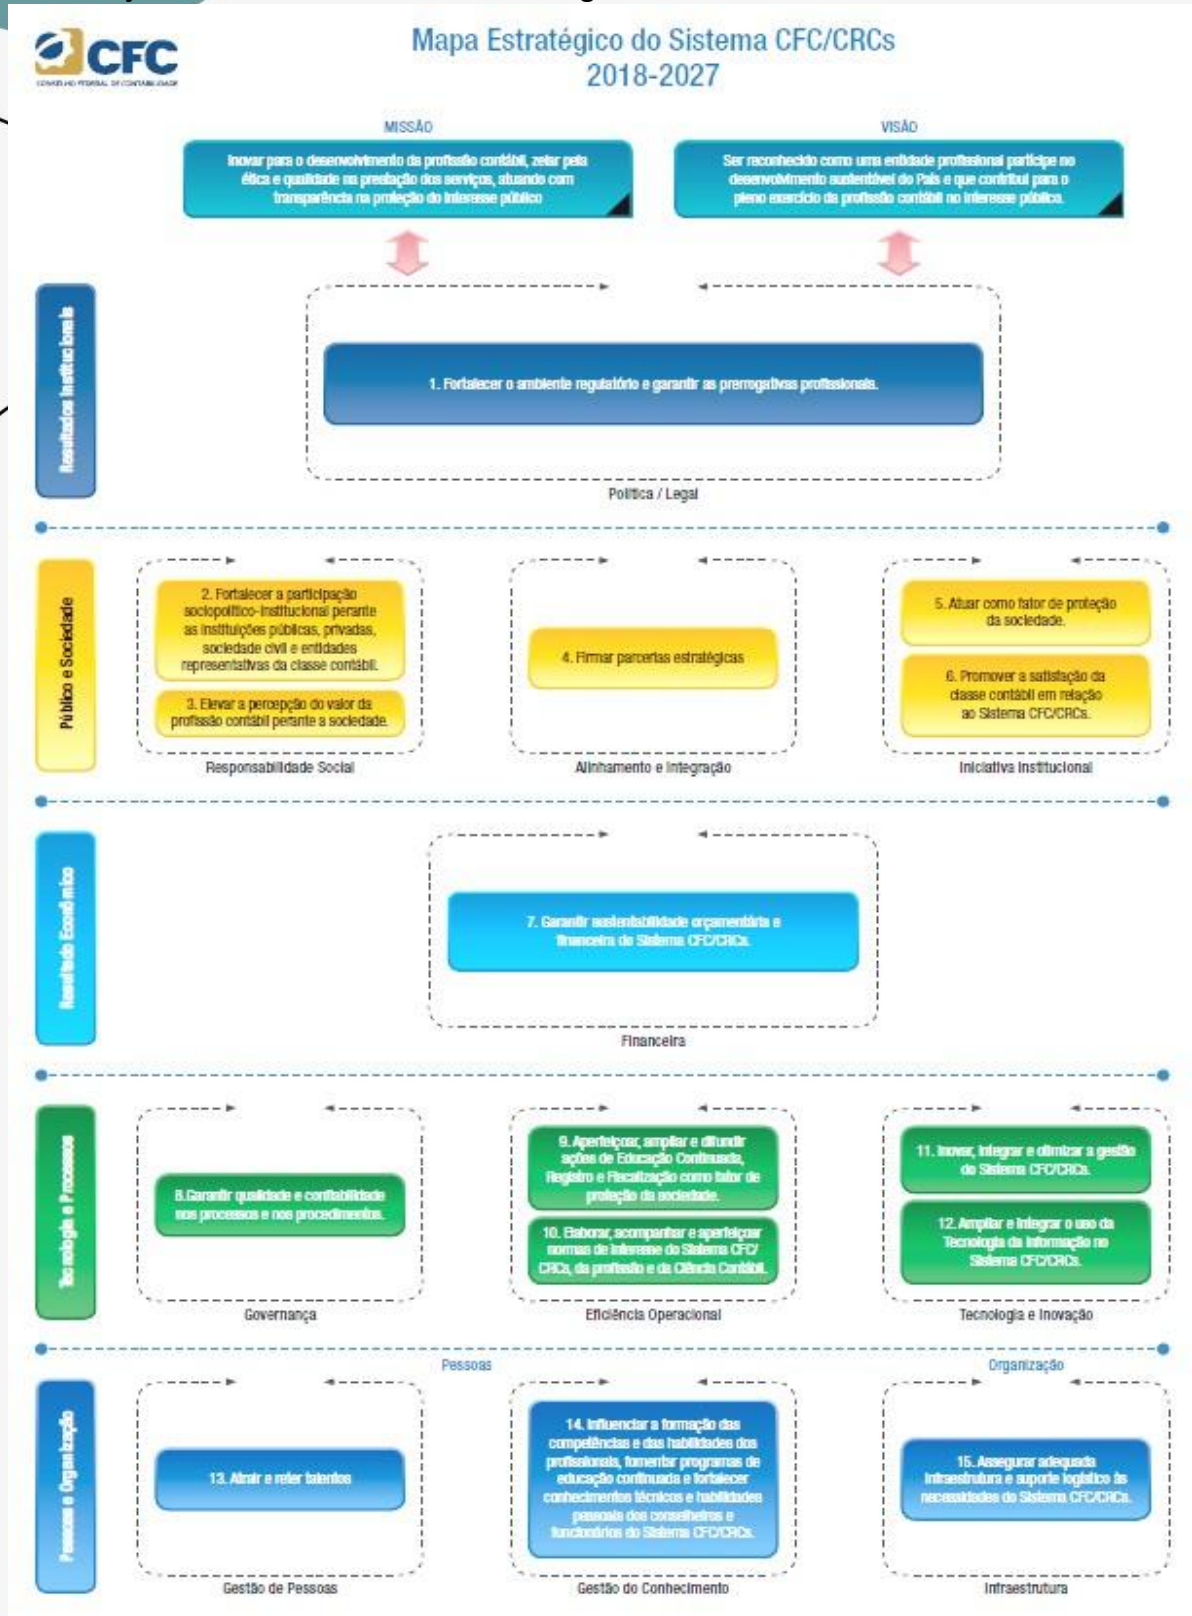 CFC
CONSELHO FEDERAL DE CONTABILIDADE
Mapa Estratégico do Sistema CFC/CRCs
2018-2027
MISSÃO
Inovar para o desenvolvimento da profissão contábil, zelar pela
ética e qualidade na prestação dos serviços, atuando com
transparência na proteção do interesse público
VISÃO
Ser reconhecido como uma entidade profissional partícipe no
desenvolvimento sustentável do País e que contribui para o
pleno exercício da profissão contábil no interesse público.
Resultados Institucionais
1. Fortalecer o ambiente regulatório e garantir as prerrogativas profissionais.
Política / Legal
Público e Sociedade
2. Fortalecer a participação
sociopolítico-institucional perante
as instituições públicas, privadas,
sociedade civil e entidades
representativas da classe contábil.
3. Elevar a percepção do valor da
profissão contábil perante a sociedade.
Responsabilidade Social
4. Firmar parcerias estratégicas
Alinhamento e Integração
5. Atuar como fator de proteção
da sociedade.
6. Promover a satisfação da
classe contábil em relação
ao Sistema CFC/CRCs.
Iniciativa Institucional
Resultado Econômico
7. Garantir sustentabilidade orçamentária e
financeira do Sistema CFC/CRCs.
Financeira
Tecnologia e Processos
8.Garantir qualidade e confiabilidade
nos processos e nos procedimentos.
Governança
9. Aperfeiçoar, ampliar e difundir
ações de Educação Continuada,
Registro e Fiscalização como fator de
proteção da sociedade.
10. Elaborar, acompanhar e aperfeiçoar
normas de interesse do Sistema CFC/
CRCs, da profissão e da Ciência Contábil.
Eficiência Operacional
11. Inovar, integrar e otimizar a gestão
do Sistema CFC/CRCs.
12. Ampliar e integrar o uso da
Tecnologia da Informação no
Sistema CFC/CRCs.
Tecnologia e Inovação
Pessoas
Organização
Pessoas e Organização
13. Atrair e reter talentos
Gestão de Pessoas
14. Influenciar a formação das
competências e das habilidades dos
profissionais, fomentar programas de
educação continuada e fortalecer
conhecimentos técnicos e habilidades
pessoais dos conselheiros e
funcionários do Sistema CFC/CRCs.
Gestão do Conhecimento
15. Assegurar adequada
infraestrutura e suporte logístico às
necessidades do Sistema CFC/CRCs.
Infraestrutura